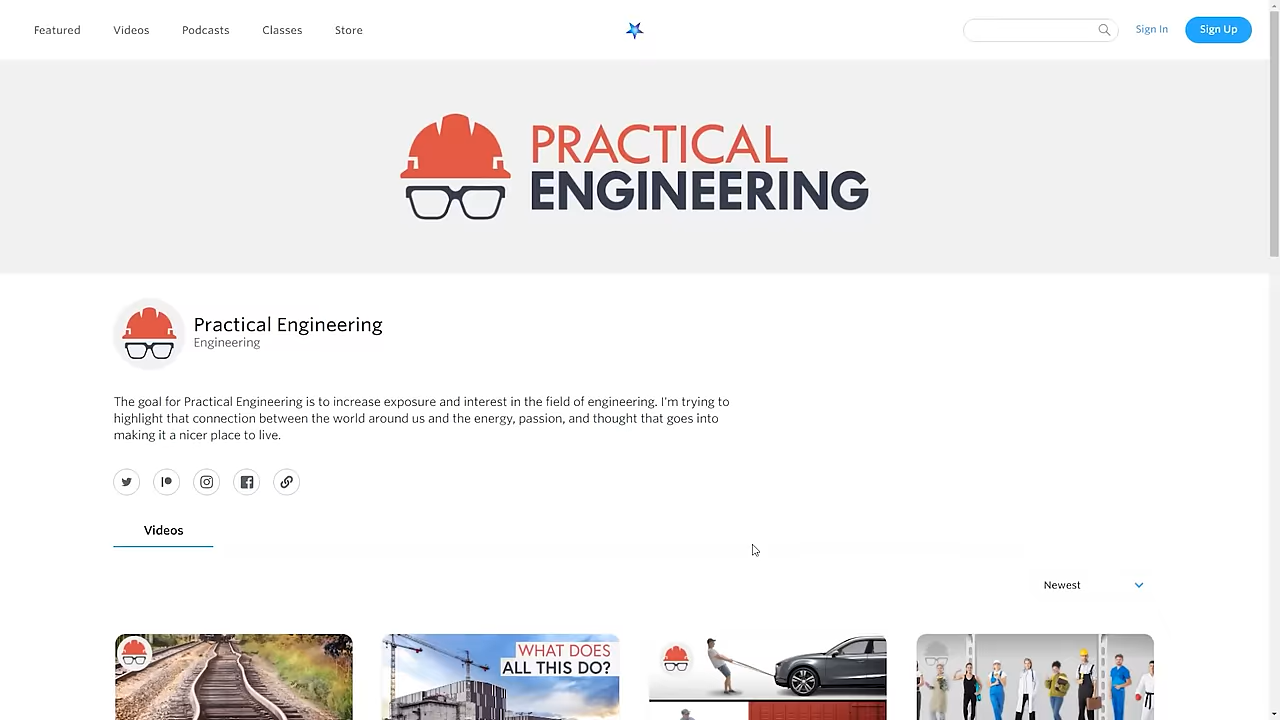 Featured
Videos
Podcasts
Classes
Store
Sign In
Sign Up
PRACTICAL
ENGINEERING
Practical Engineering
Engineering
The goal for Practical Engineering is to increase exposure and interest in the field of engineering. I'm trying to
highlight that connection between the world around us and the energy, passion, and thought that goes into
making it a nicer place to live.
Videos
Newest
WHAT DOES
ALL THIS DO?